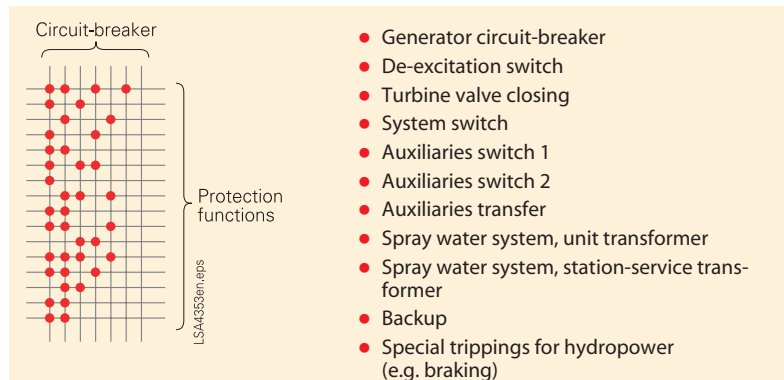 Circuit-breaker
Protection
functions
LSA4353en.eps
• Generator circuit-breaker
• De-excitation switch
• Turbine valve closing
• System switch
• Auxiliaries switch 1
• Auxiliaries switch 2
• Auxiliaries transfer
• Spray water system, unit transformer
• Spray water system, station-service trans-
former
• Backup
• Special trippings for hydropower
(e.g. braking)